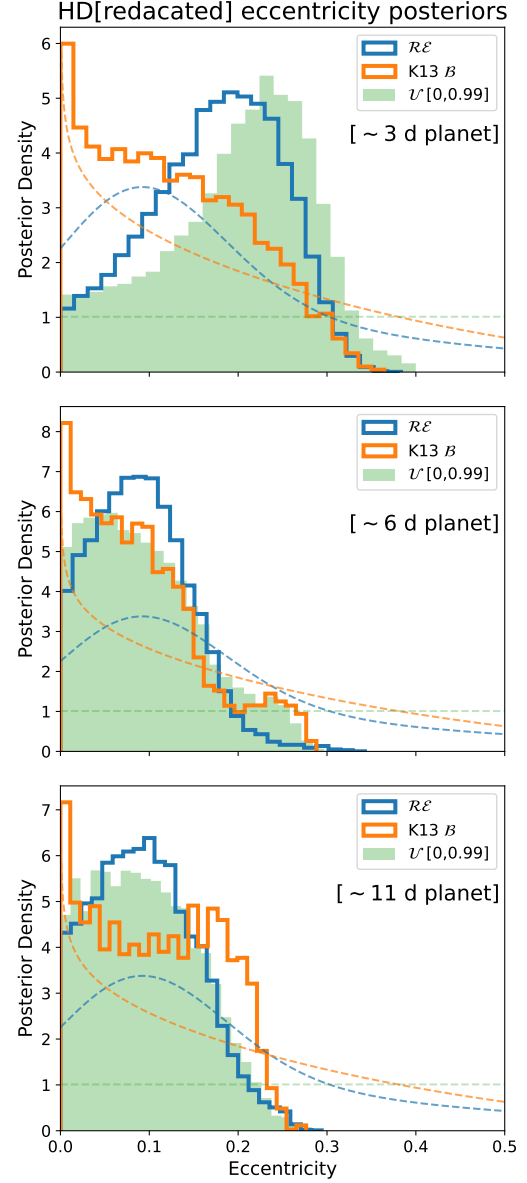 HD[redacated] eccentricity posteriors
6
5
4
3
2
1
0
Posterior Density
ℛℰ
K13 ℬ
𝒰 [0,0.99]
[∼3 d planet]
8
7
6
5
4
3
2
1
0
Posterior Density
ℛℰ
K13 ℬ
𝒰 [0,0.99]
[∼6 d planet]
7
6
5
4
3
2
1
0
Posterior Density
ℛℰ
K13 ℬ
𝒰 [0,0.99]
[∼11 d planet]
0.0 0.1 0.2 0.3 0.4 0.5
Eccentricity